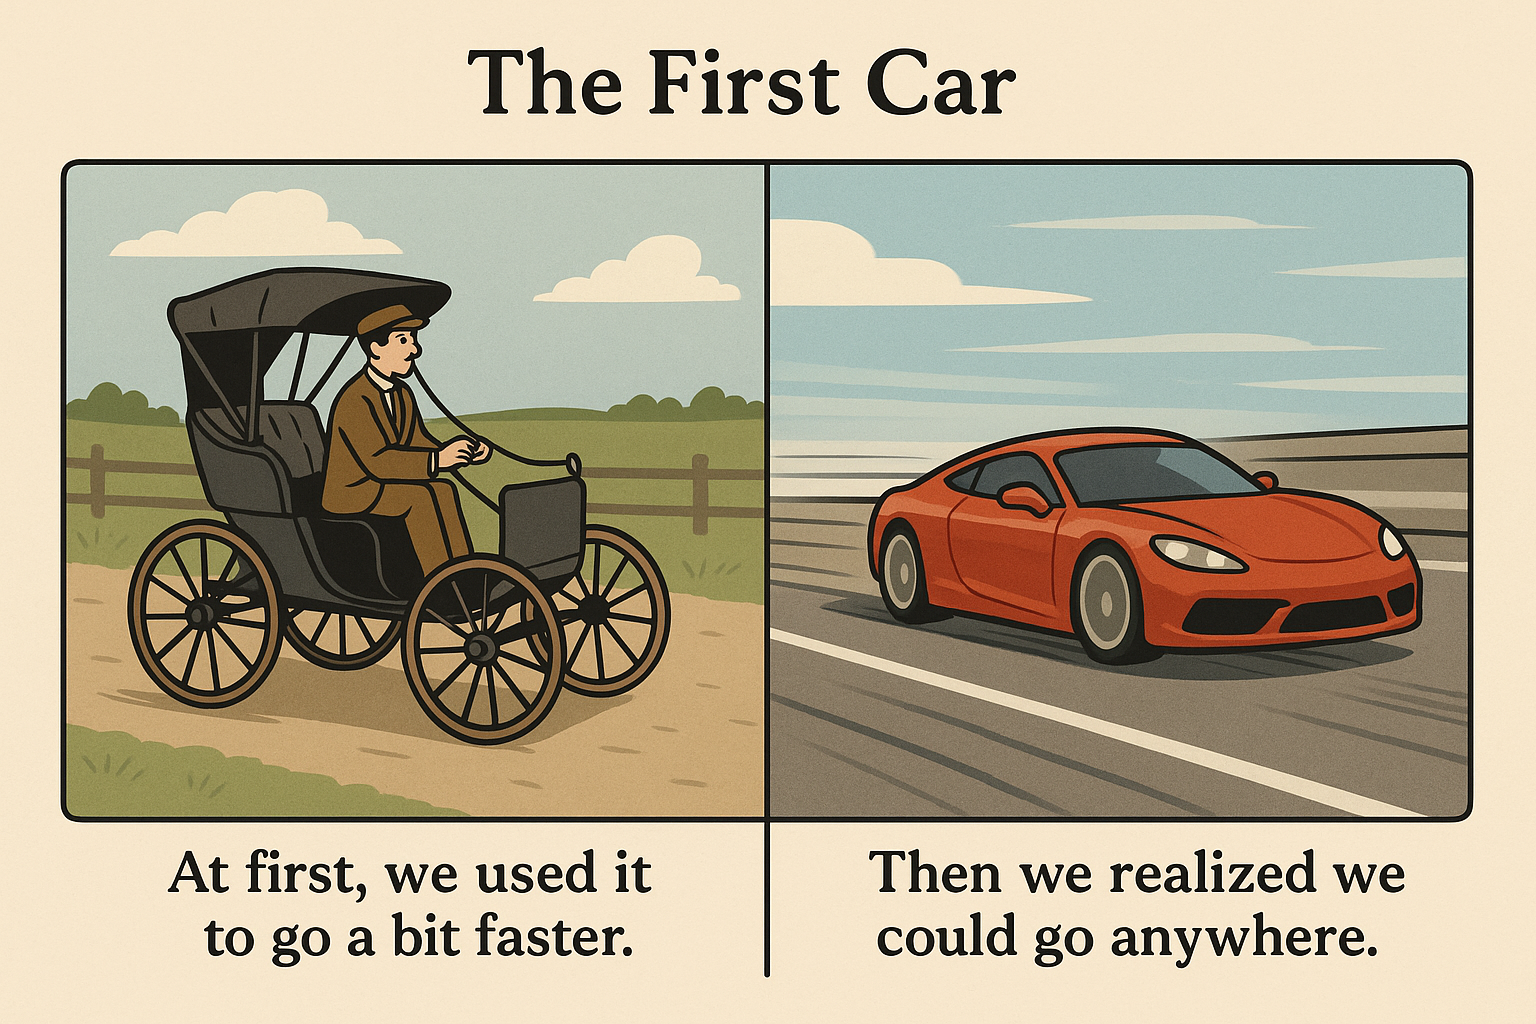 The First Car
At first, we used it
to go a bit faster.
Then we realized we
could go anywhere.